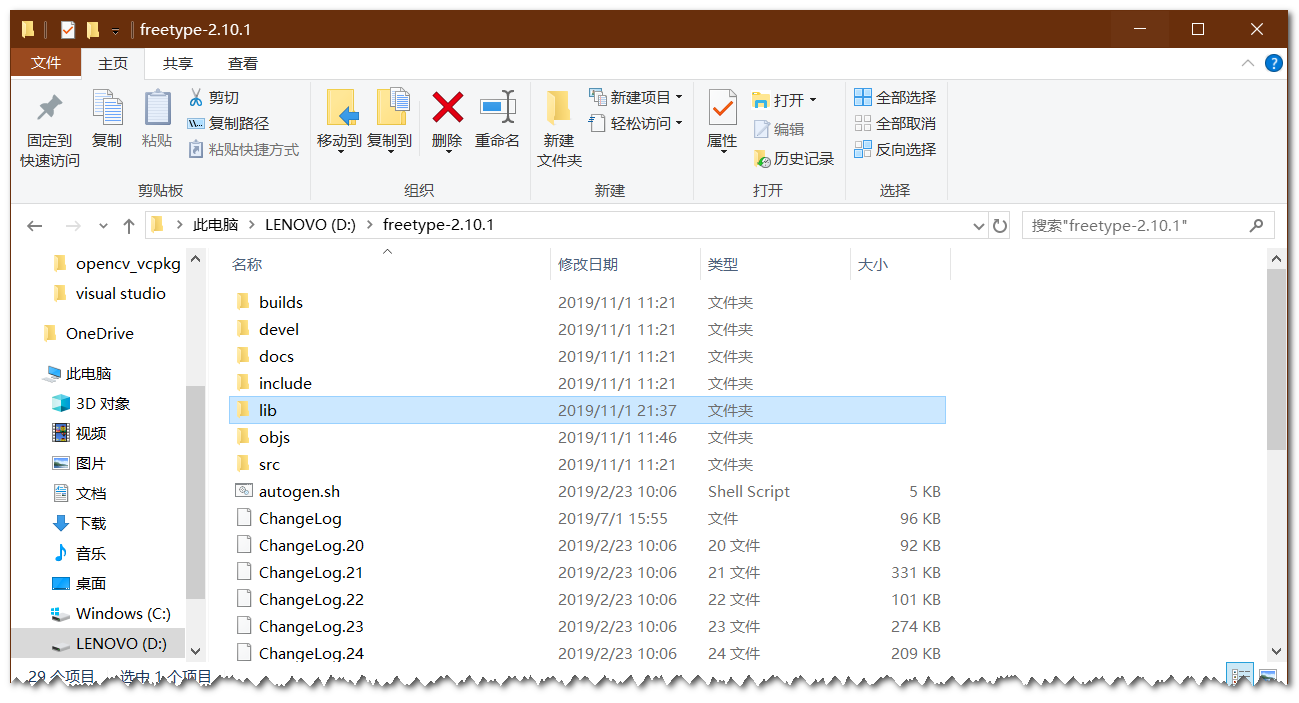 freetype-2.10.1
文件 主页 共享 查看
固定到
快速访问
复制
粘贴
剪切
复制路径
粘贴快捷方式
剪贴板
移动到 复制到 删除 重命名
组织
新建
文件夹
新建项目
轻松访问
新建
属性
打开
编辑
历史记录
打开
全部选择
全部取消
反向选择
选择
此电脑 LENOVO (D:) freetype-2.10.1
搜索"freetype-2.10.1"
opencv_vcpkg
visual studio
OneDrive
此电脑
3D 对象
视频
图片
文档
下载
音乐
桌面
Windows (C:)
LENOVO (D:)
名称 修改日期 类型 大小
builds 2019/11/1 11:21 文件夹
devel 2019/11/1 11:21 文件夹
docs 2019/11/1 11:21 文件夹
include 2019/11/1 11:21 文件夹
lib 2019/11/1 21:37 文件夹
objs 2019/11/1 11:46 文件夹
src 2019/11/1 11:21 文件夹
autogen.sh 2019/2/23 10:06 Shell Script 5 KB
ChangeLog 2019/7/1 15:55 文件 96 KB
ChangeLog.20 2019/2/23 10:06 20 文件 92 KB
ChangeLog.21 2019/2/23 10:06 21 文件 331 KB
ChangeLog.22 2019/2/23 10:06 22 文件 101 KB
ChangeLog.23 2019/2/23 10:06 23 文件 274 KB
ChangeLog.24 2019/2/23 10:06 24 文件 209 KB
29 个项目 选中 1 个项目